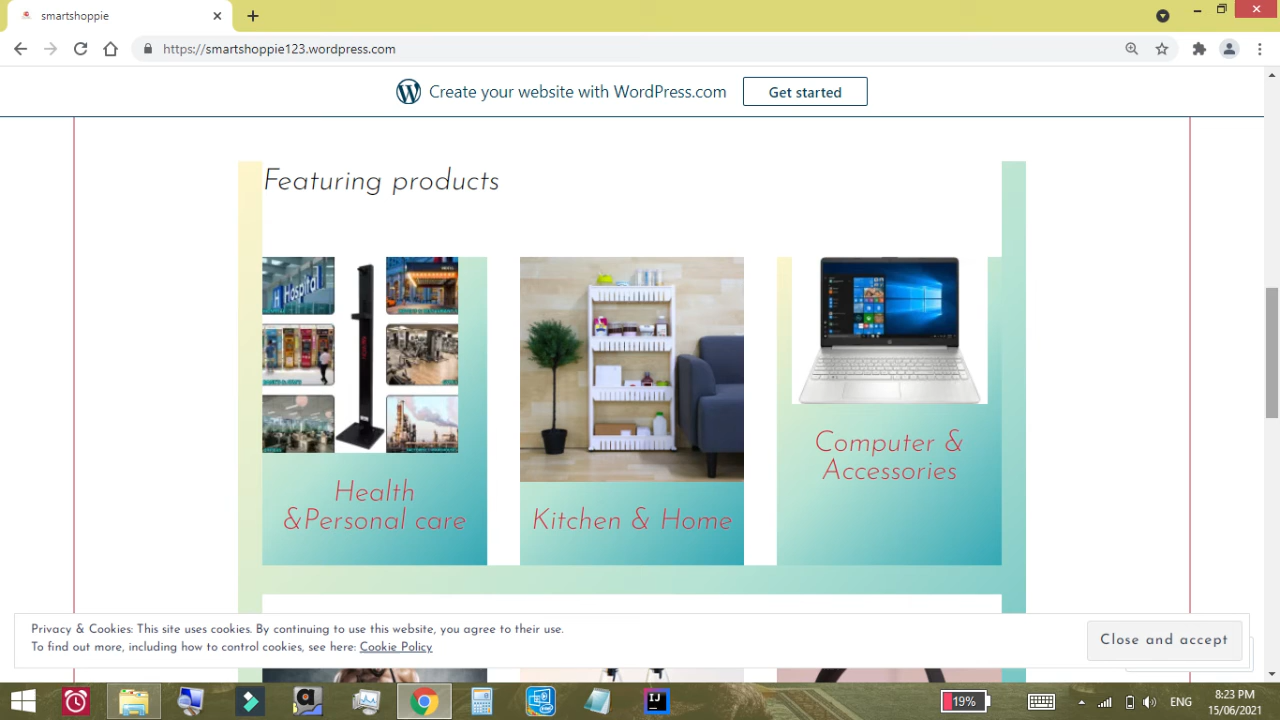 smartshoppie
https://smartshoppie123.wordpress.com
Create your website with WordPress.com
Get started
Featuring products
Hospital
Health
&Personal care
Kitchen & Home
Computer &
Accessories
Privacy & Cookies: This site uses cookies. By continuing to use this website, you agree to their use.
To find out more, including how to control cookies, see here: Cookie Policy
Close and accept
19%
ENG
8:23 PM
15/06/2021